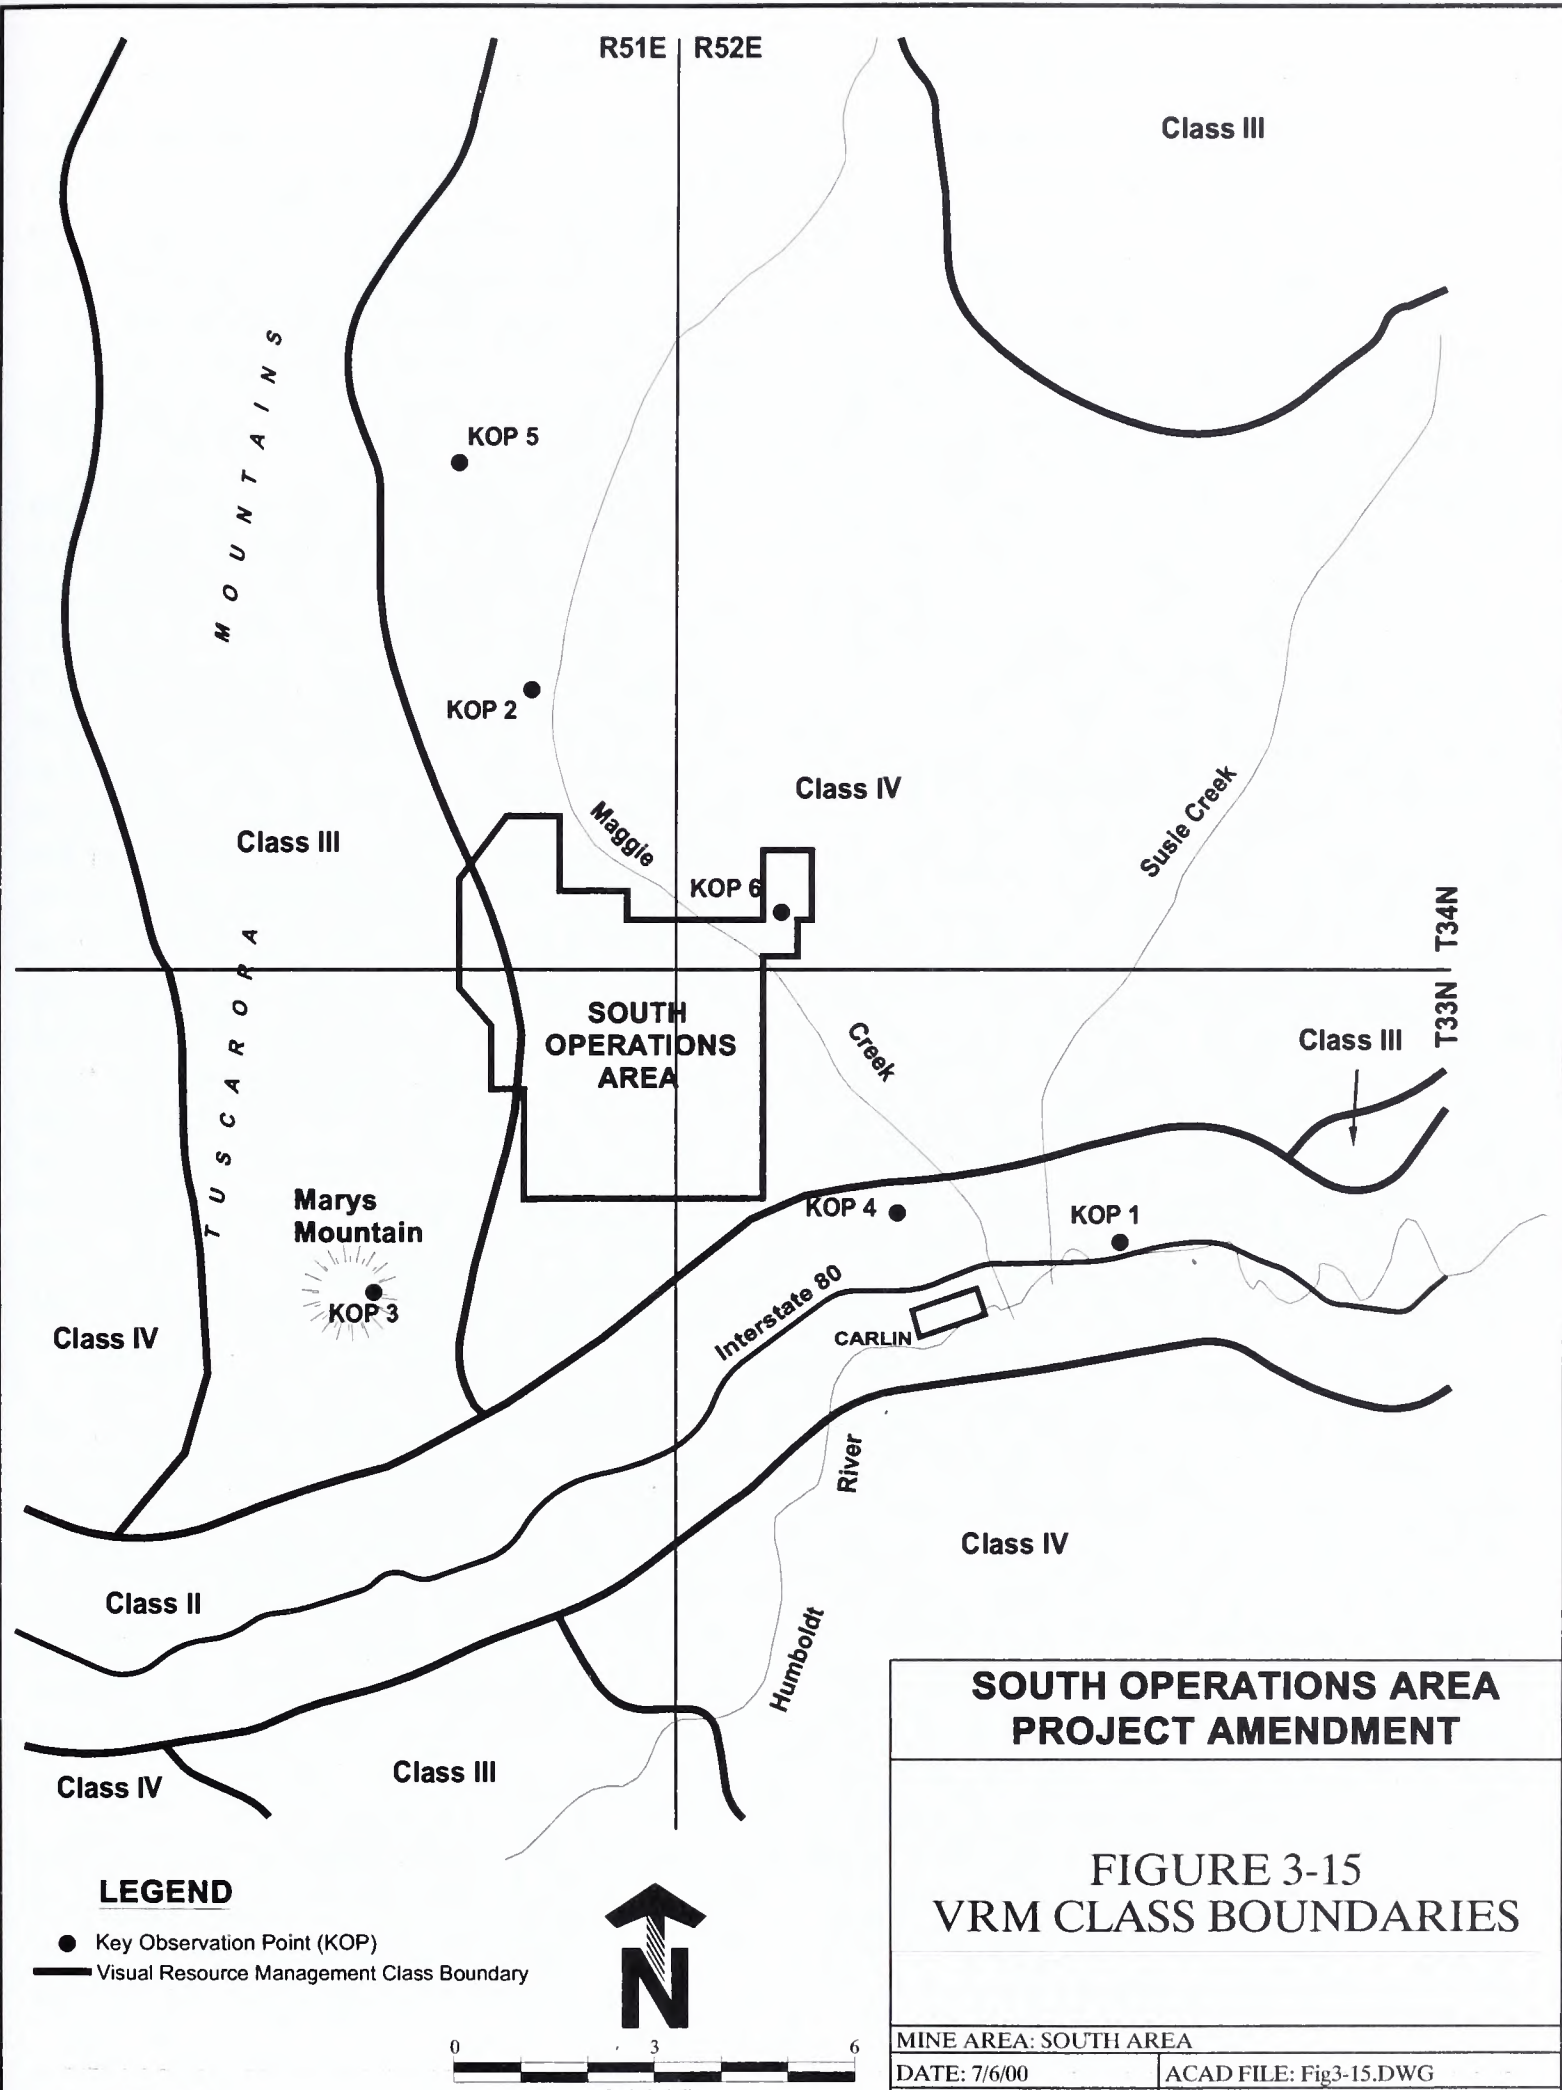 R51E R52E
Class III
MOUNTAINS
KOP 5
KOP 2
Class IV
Maggie
Susie Creek
Class III
KOP 6
T34N
T33N
TUSCARORA
SOUTH
OPERATIONS
AREA
Creek
Class III
Marys
Mountain
KOP 4
KOP 1
KOP 3
Interstate 80
Class IV
CARLIN
River
Class IV
Class II
Humboldt
Class III
Class IV
SOUTH OPERATIONS AREA
PROJECT AMENDMENT
FIGURE 3-15
VRM CLASS BOUNDARIES
LEGEND
Key Observation Point (KOP)
Visual Resource Management Class Boundary
N
0 3 6
MINE AREA: SOUTH AREA
DATE: 7/6/00 ACAD FILE: Fig3-15.DWG